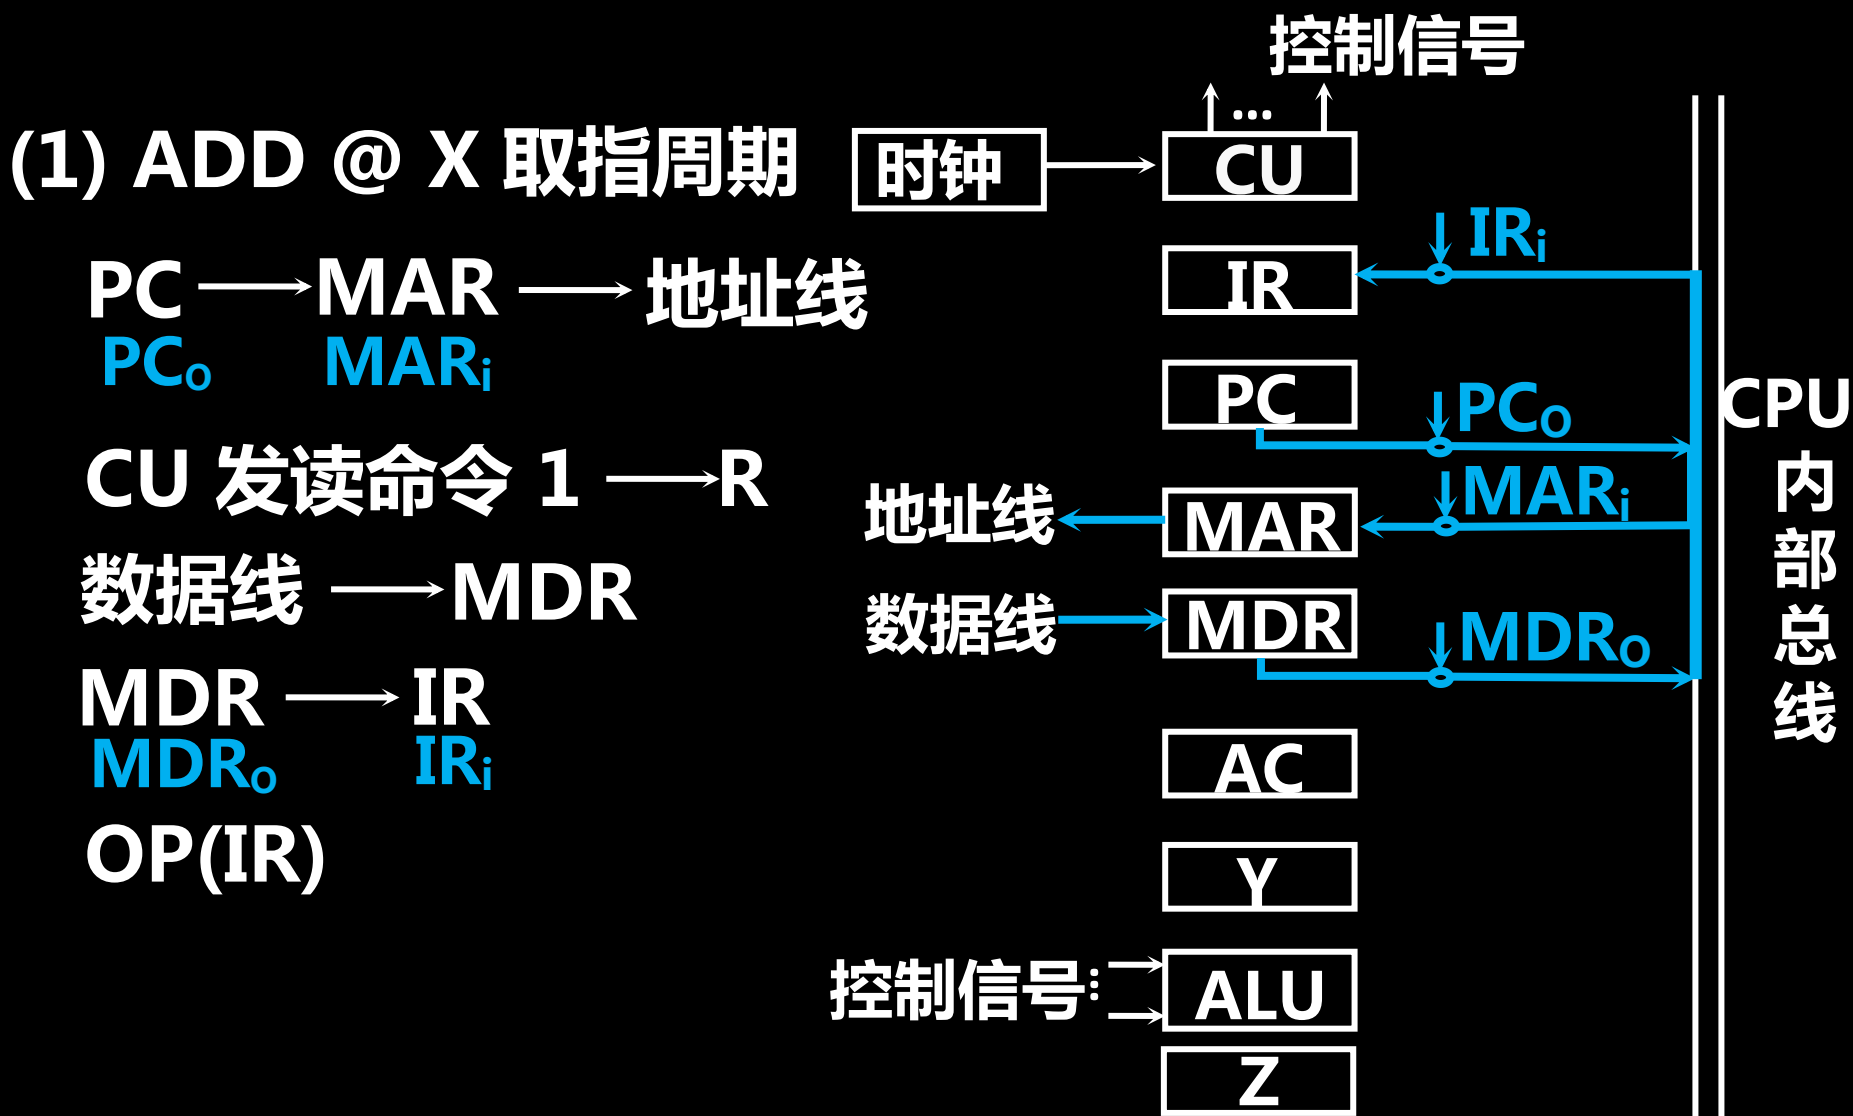 控制信号
...
(1) ADD @ X 取指周期
时钟
CU
IRi
IR
PC MAR 地址线
PCO MARi
PC
PCO
CPU
内
部
总
线
CU 发读命令 1 R
MARi
地址线
MAR
数据线 MDR
数据线
MDR
MDRO
MDR IR
MDRO IRi
AC
OP(IR)
Y
控制信号
...
ALU
Z